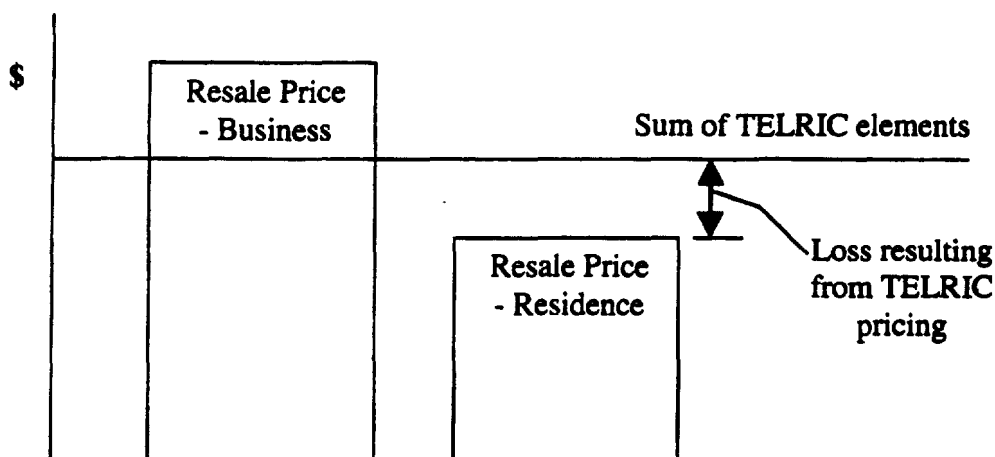 $
Resale Price
- Business
Sum of TELRIC elements
Resale Price
- Residence
Loss resulting
from TELRIC
pricing